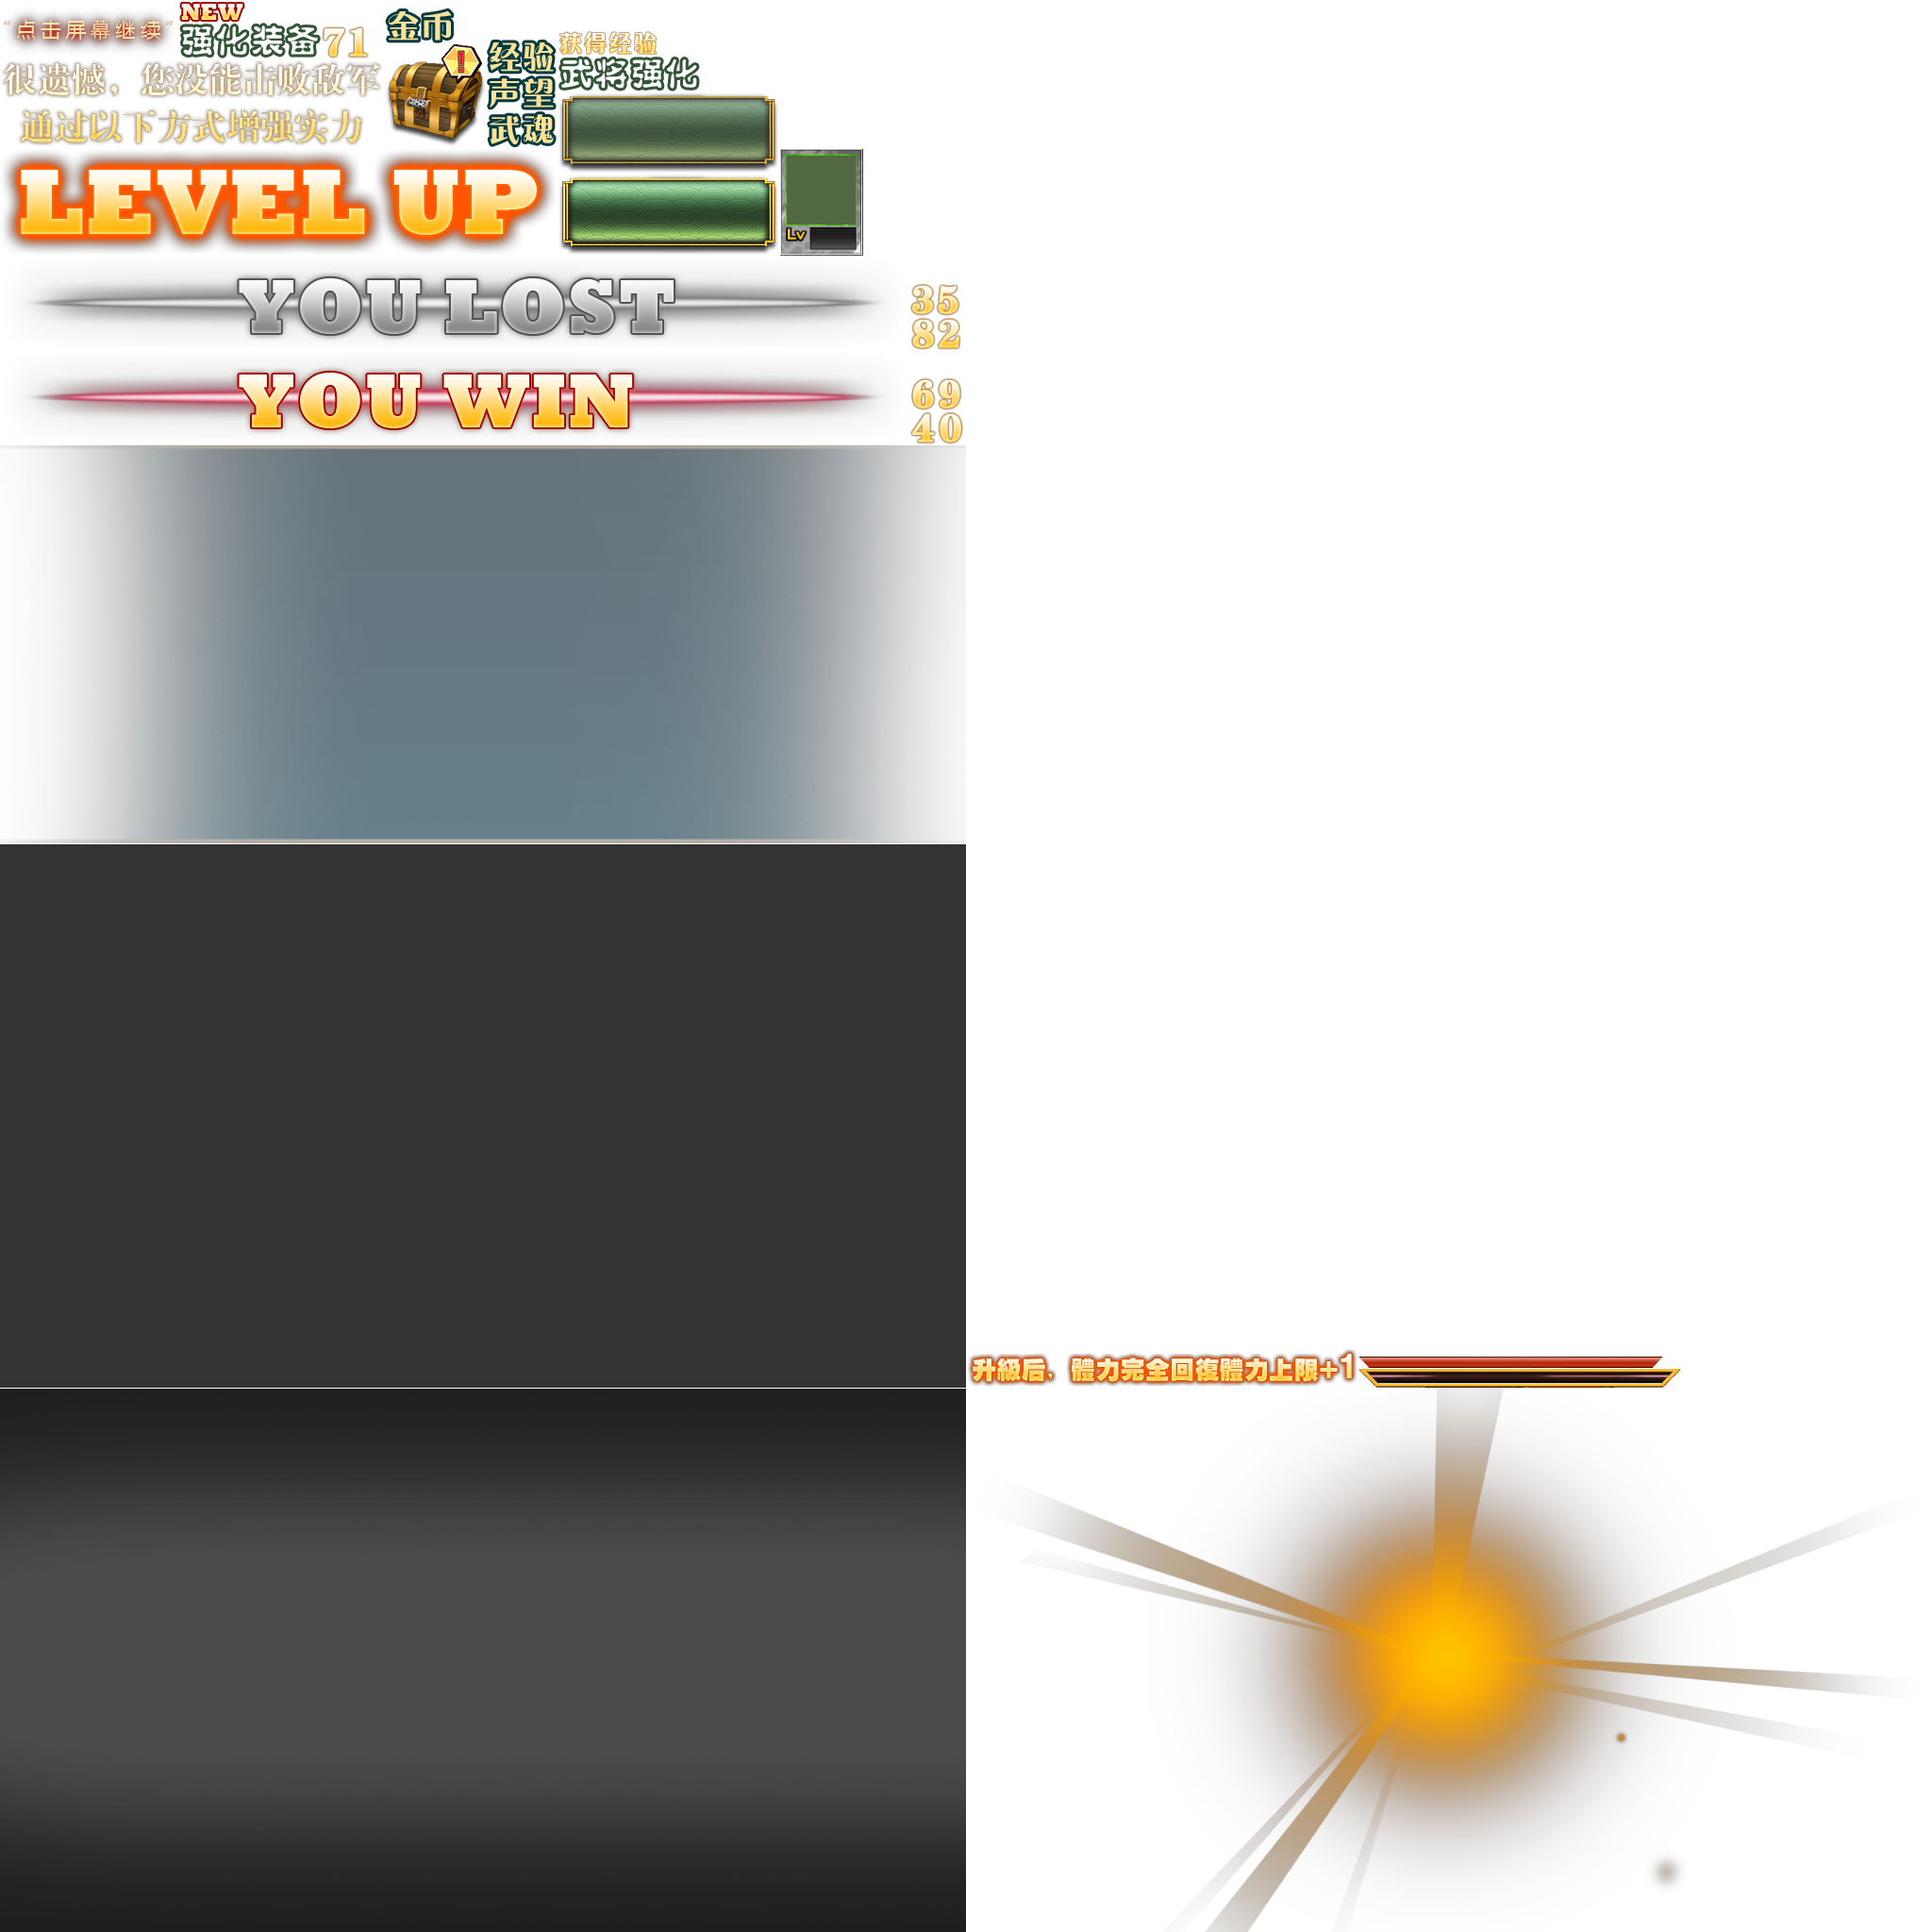 “点击屏幕继续”
NEW
强化装备71
很遗憾，您没能击败敌军
通过以下方式增强实力
金币
经验
声望
武魂
获得经验
武将强化
LEVEL UP
Lv
YOU LOST
35
82
YOU WIN
69
40
升級后，體力完全回復體力上限+1